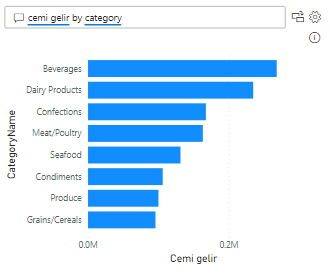 cemi gelir by category
Beverages
Dairy Products
Confections
Meat/Poultry
Seafood
Condiments
Produce
Grains/Cereals
CategoryName
0.0M 0.2M
Cemi gelir